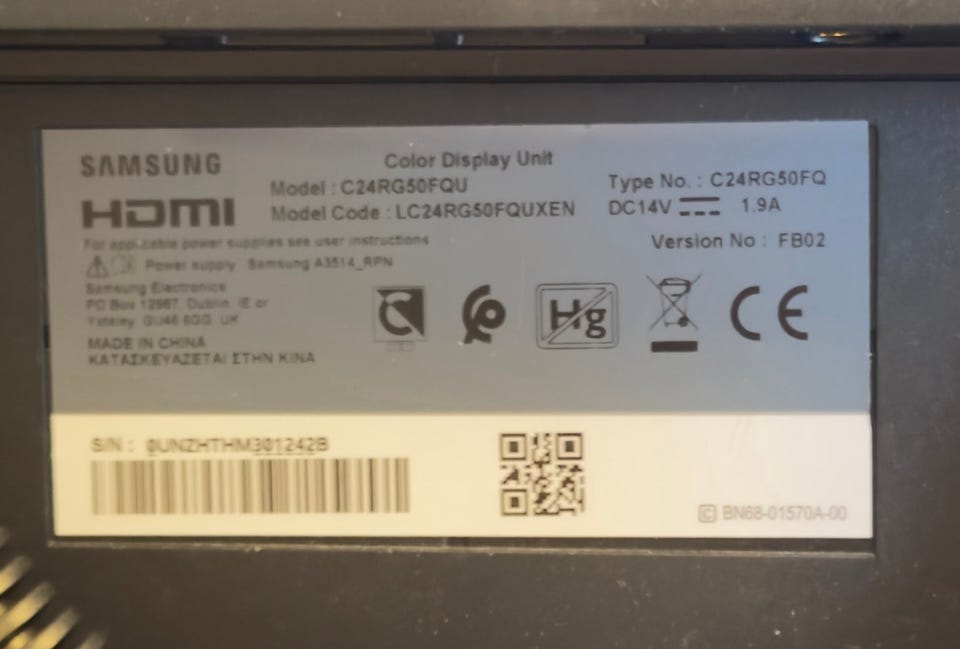 SAMSUNG
HDMI
Color Display Unit
Model : C24RG50FQU
Model Code : LC24RG50FQUXEN
Type No. : C24RG50FQ
DC14V 1.9A
Version No : FB02
For applicable power supplies see user instructions
Power supply Samsung A3514_RPN
Samsung Electronics
PO Box 12987, Dublin. IE or
Yateley, GU46 6GG, UK
MADE IN CHINA
ΚΑΤΑΣΚΕΥΑΖΕΤΑΙ ΣΤΗΝ ΚΙΝΑ
Hg
CE
S/N : 0UNZHTHM301242B
C BN68-01570A-00